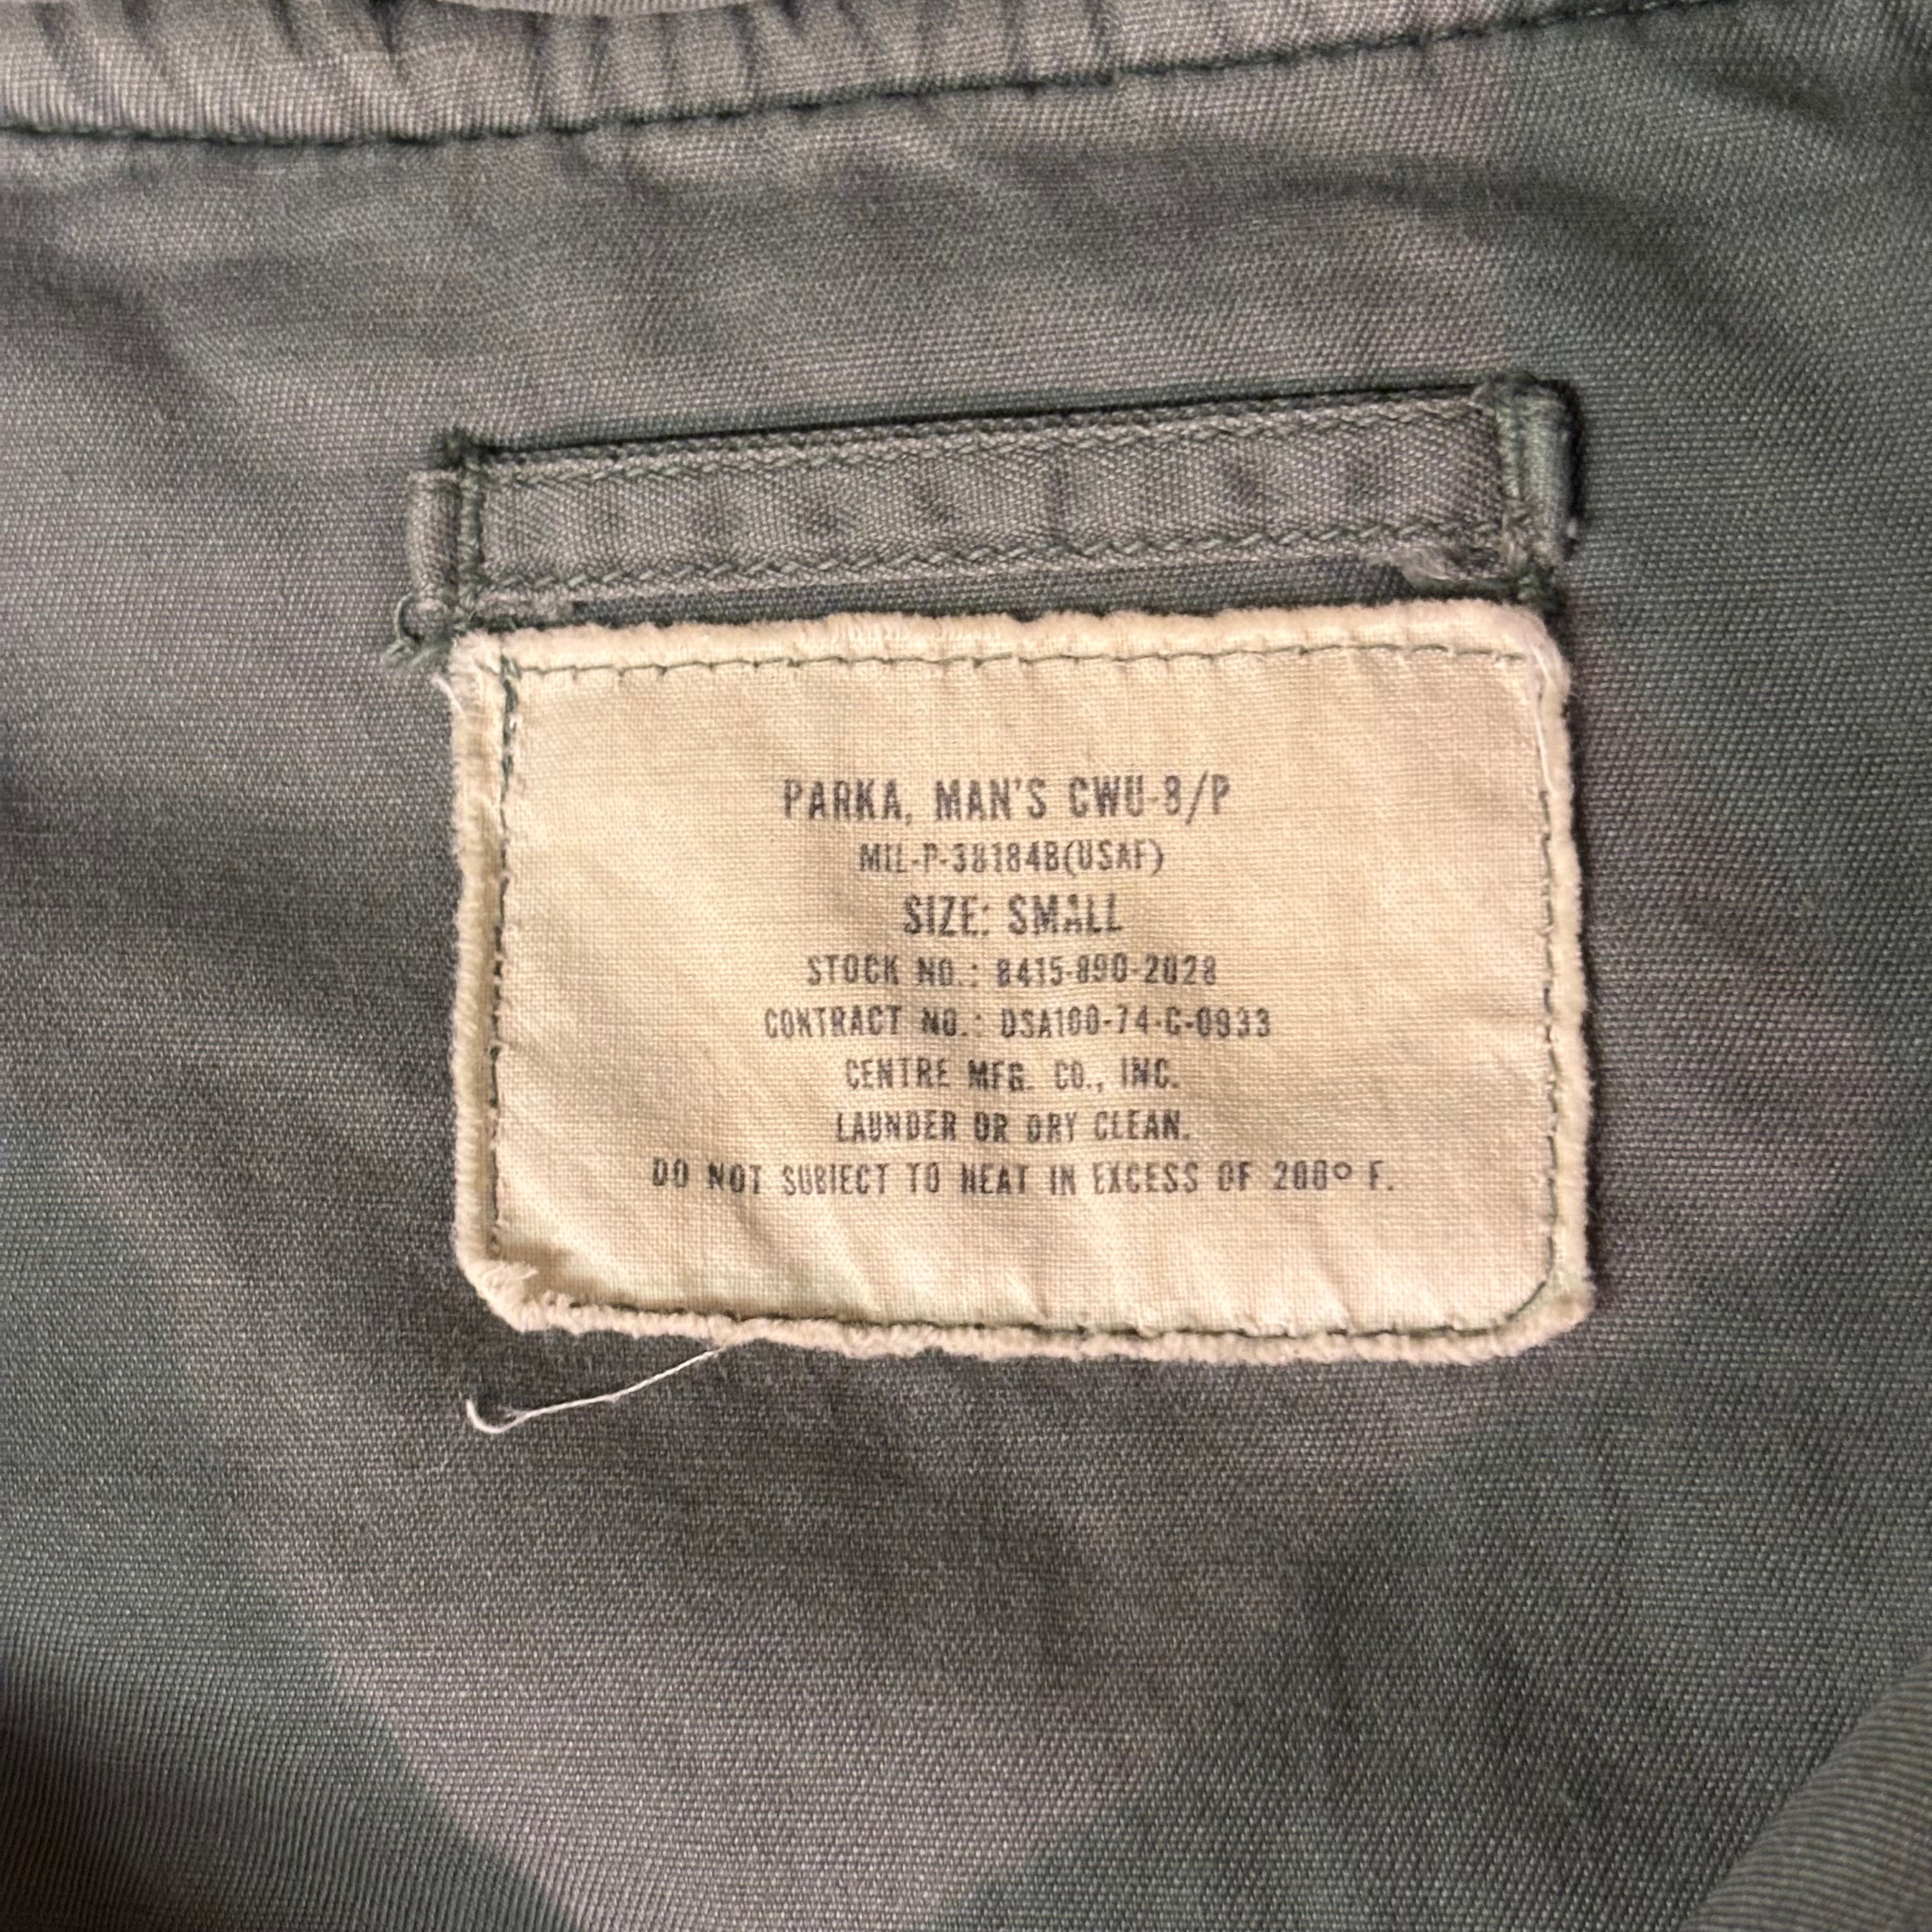 PARKA, MAN'S CWU-8/P
MIL-P-38184B(USAF)
SIZE: SMALL
STOCK NO.: 8415-890-2028
CONTRACT NO.: DSA100-74-C-0933
CENTRE MFG. CO., INC.
LAUNDER OR DRY CLEAN.
DO NOT SUBJECT TO HEAT IN EXCESS OF 200° F.